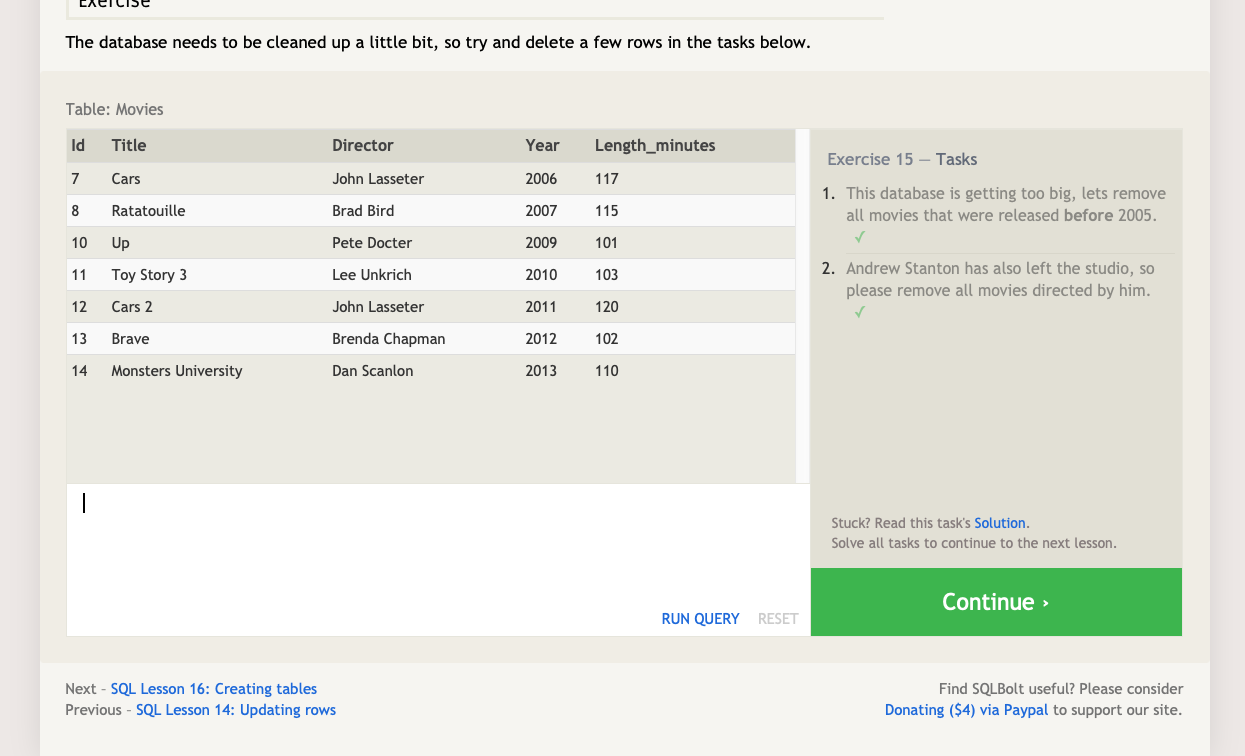 Exercise
The database needs to be cleaned up a little bit, so try and delete a few rows in the tasks below.
Table: Movies
Id Title Director Year Length_minutes
7 Cars John Lasseter 2006 117
8 Ratatouille Brad Bird 2007 115
10 Up Pete Docter 2009 101
11 Toy Story 3 Lee Unkrich 2010 103
12 Cars 2 John Lasseter 2011 120
13 Brave Brenda Chapman 2012 102
14 Monsters University Dan Scanlon 2013 110
RUN QUERY RESET
Exercise 15 — Tasks
1. This database is getting too big, lets remove
all movies that were released before 2005.
✓
2. Andrew Stanton has also left the studio, so
please remove all movies directed by him.
✓
Stuck? Read this task's Solution.
Solve all tasks to continue to the next lesson.
Continue ›
Next – SQL Lesson 16: Creating tables
Previous – SQL Lesson 14: Updating rows
Find SQLBolt useful? Please consider
Donating ($4) via Paypal to support our site.